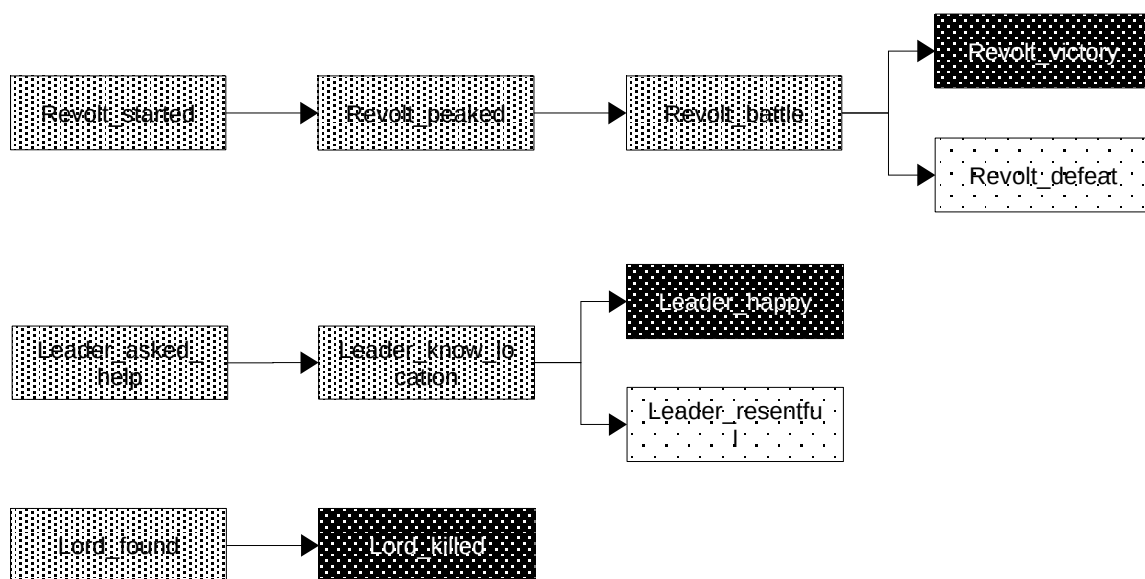 Revolt_started
Revolt_peaked
Revolt_battle
Revolt_victory
Revolt_defeat
Leader_asked_
help
Leader_know_lo
cation
Leader_happy
Leader_resentfu
l
Lord_found
Lord_killed